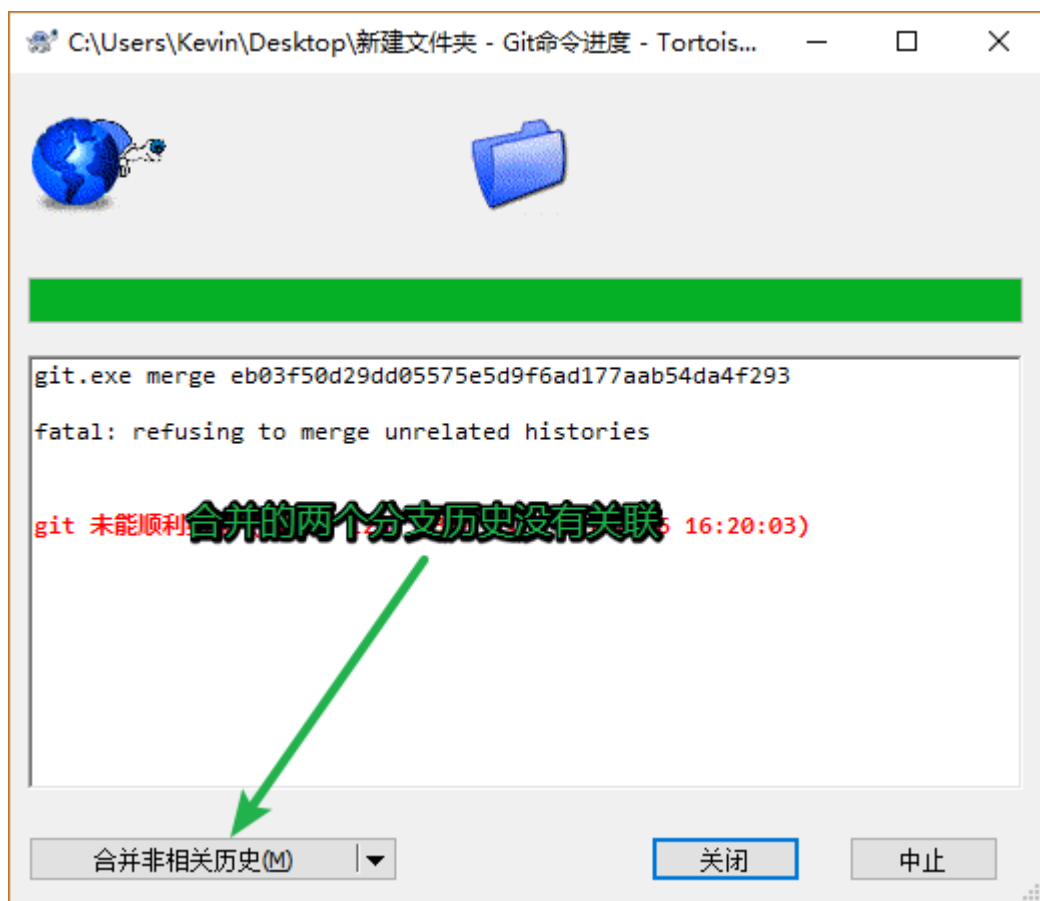 C:\Users\Kevin\Desktop\新建文件夹 - Git命令进度 - Tortois...
git.exe merge eb03f50d29dd05575e5d9f6ad177aab54da4f293
fatal: refusing to merge unrelated histories
git 未能顺利 16:20:03)
合并的两个分支历史没有关联
合并非相关历史(M)
关闭
中止